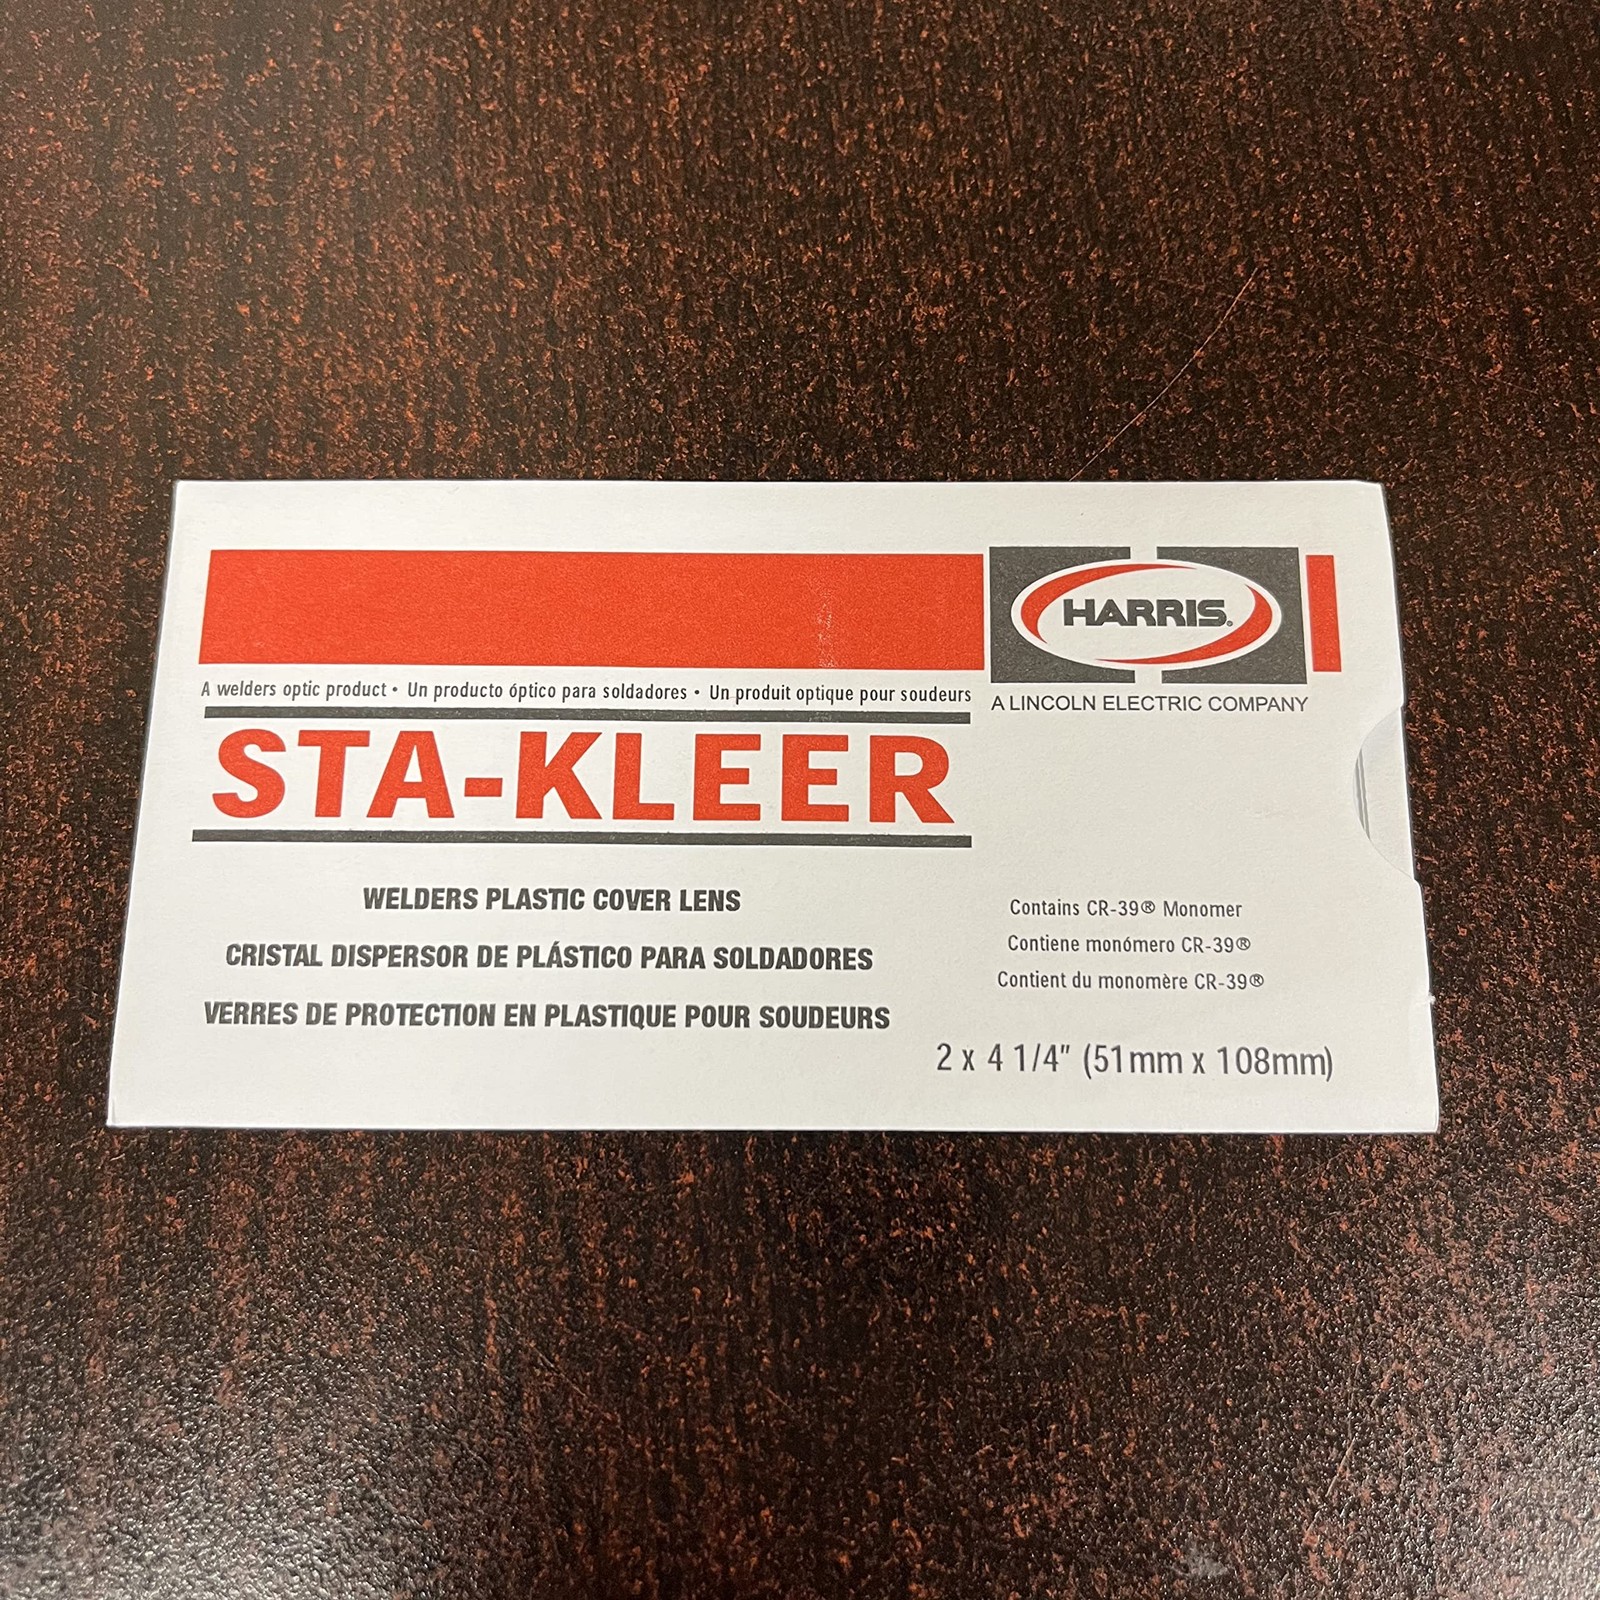 HARRIS.
A welders optic product • Un producto óptico para soldadores • Un produit optique pour soudeurs
A LINCOLN ELECTRIC COMPANY
STA-KLEER
WELDERS PLASTIC COVER LENS
CRISTAL DISPERSOR DE PLÁSTICO PARA SOLDADORES
VERRES DE PROTECTION EN PLASTIQUE POUR SOUDEURS
Contains CR-39® Monomer
Contiene monómero CR-39®
Contient du monomère CR-39®
2 x 4 1/4" (51mm x 108mm)